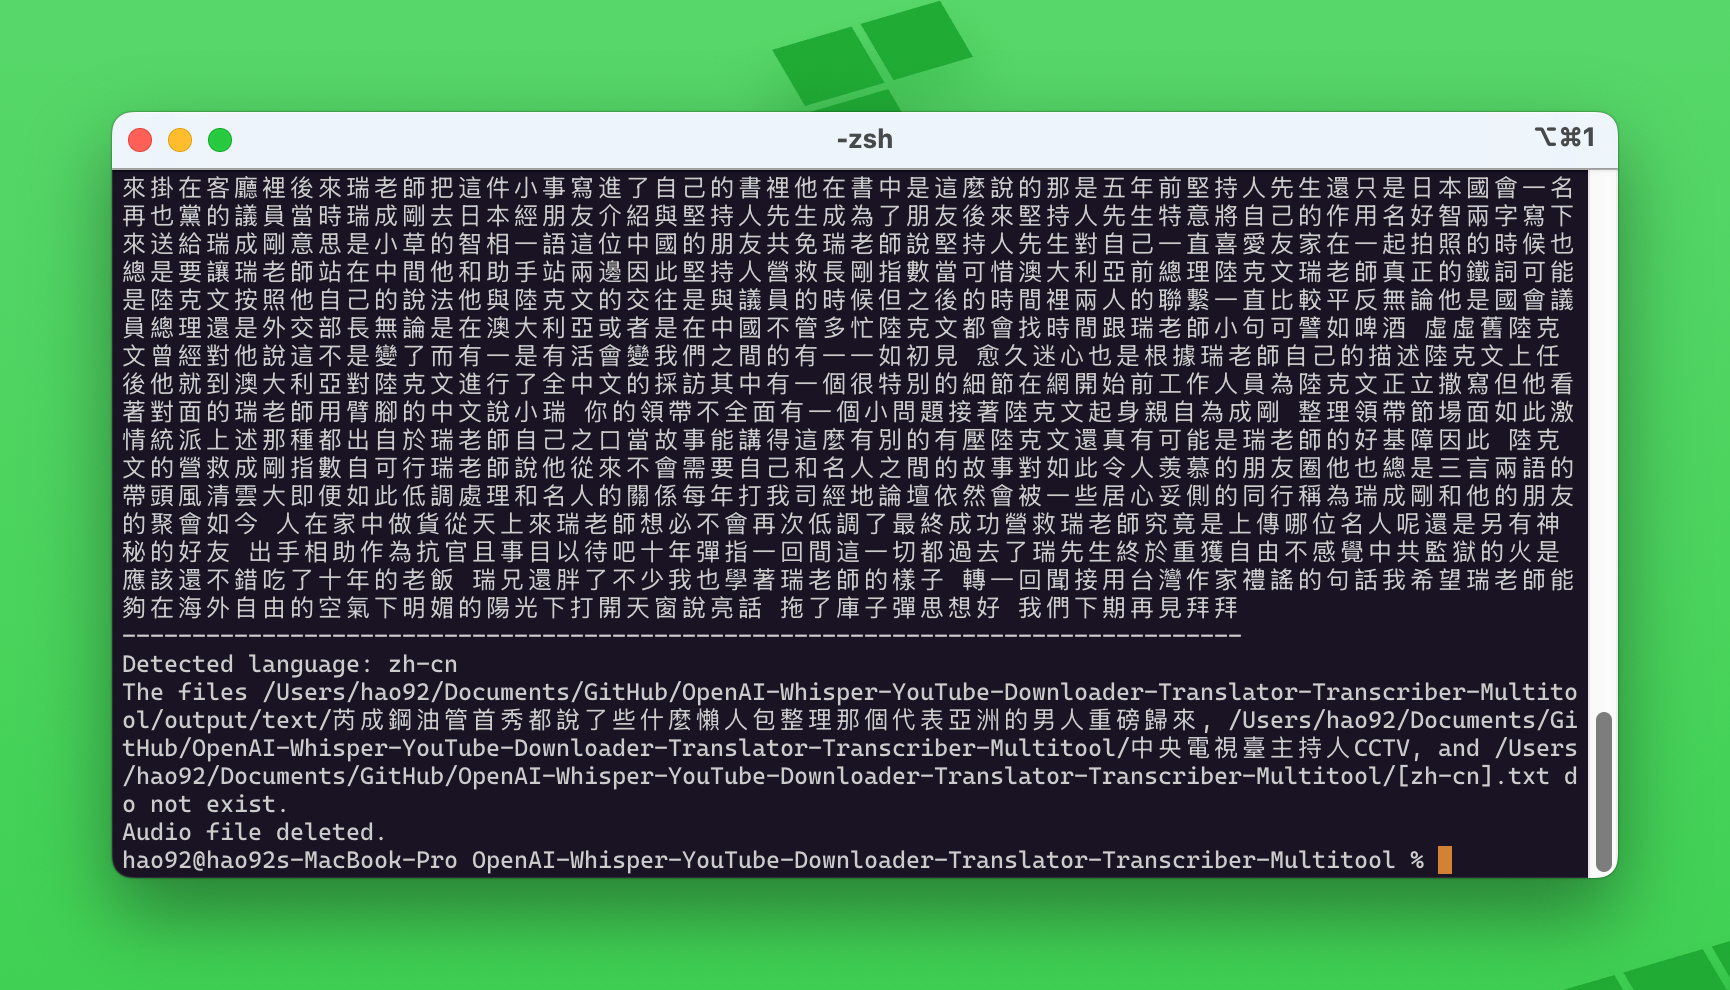 -zsh
⌥⌘1
來掛在客廳裡後來瑞老師把這件小事寫進了自己的書裡他在書中是這麼說的那是五年前堅持人先生還只是日本國會一名
再也黨的議員當時瑞成剛去日本經朋友介紹與堅持人先生成為了朋友後來堅持人先生特意將自己的作用名好智兩字寫下
來送給瑞成剛意思是小草的智相一語這位中國的朋友共免瑞老師說堅持人先生對自己一直喜愛友家在一起拍照的時候也
總是要讓瑞老師站在中間他和助手站兩邊因此堅持人營救長剛指數當可惜澳大利亞前總理陸克文瑞老師真正的鐵詞可能
是陸克文按照他自己的說法他與陸克文的交往是與議員的時候但之後的時間裡兩人的聯繫一直比較平反無論他是國會議
員總理還是外交部長無論是在澳大利亞或者是在中國不管多忙陸克文都會找時間跟瑞老師小句可譬如啤酒 虛虛舊陸克
文曾經對他說這不是變了而有一是有活會變我們之間的有一一如初見 愈久迷心也是根據瑞老師自己的描述陸克文上任
後他就到澳大利亞對陸克文進行了全中文的採訪其中有一個很特別的細節在網開始前工作人員為陸克文正立撒寫但他看
著對面的瑞老師用臂腳的中文說小瑞 你的領帶不全面有一個小問題接著陸克文起身親自為成剛 整理領帶節場面如此激
情統派上述那種都出自於瑞老師自己之口當故事能講得這麼有別的有壓陸克文還真有可能是瑞老師的好基障因此 陸克
文的營救成剛指數自可行瑞老師說他從來不會需要自己和名人之間的故事對如此令人羨慕的朋友圈他也總是三言兩語的
帶頭風清雲大即便如此低調處理和名人的關係每年打我司經地論壇依然會被一些居心妥側的同行稱為瑞成剛和他的朋友
的聚會如今 人在家中做貨從天上來瑞老師想必不會再次低調了最終成功營救瑞老師究竟是上傳哪位名人呢還是另有神
秘的好友 出手相助作為抗官且事目以待吧十年彈指一回間這一切都過去了瑞先生終於重獲自由不感覺中共監獄的火是
應該還不錯吃了十年的老飯 瑞兄還胖了不少我也學著瑞老師的樣子 轉一回聞接用台灣作家禮謠的句話我希望瑞老師能
夠在海外自由的空氣下明媚的陽光下打開天窗說亮話 拖了庫子彈思想好 我們下期再見拜拜
--------------------------------------------------------------------------------
Detected language: zh-cn
The files /Users/hao92/Documents/GitHub/OpenAI-Whisper-YouTube-Downloader-Translator-Transcriber-Multito
ol/output/text/芮成鋼油管首秀都說了些什麼懶人包整理那個代表亞洲的男人重磅歸來, /Users/hao92/Documents/Gi
tHub/OpenAI-Whisper-YouTube-Downloader-Translator-Transcriber-Multitool/中央電視臺主持人CCTV, and /Users
/hao92/Documents/GitHub/OpenAI-Whisper-YouTube-Downloader-Translator-Transcriber-Multitool/[zh-cn].txt d
o not exist.
Audio file deleted.
hao92@hao92s-MacBook-Pro OpenAI-Whisper-YouTube-Downloader-Translator-Transcriber-Multitool %